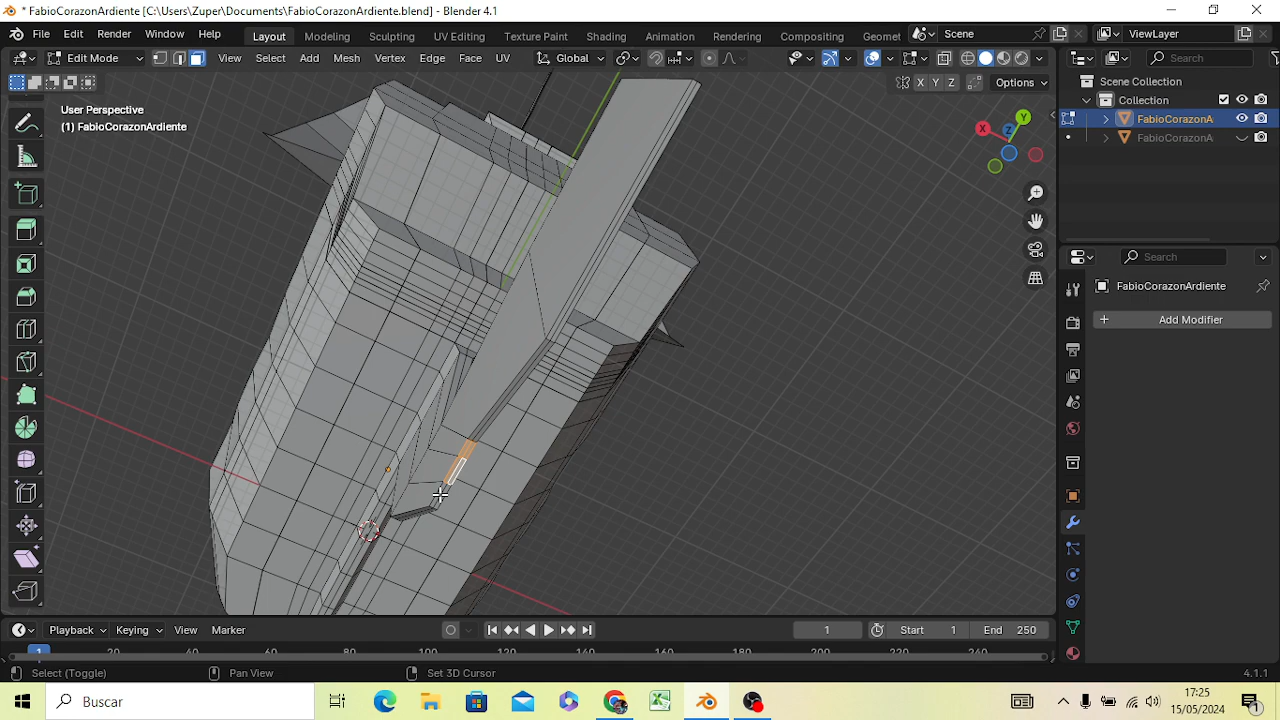 * FabioCorazonArdiente [C:\Users\Zuper\Documents\FabioCorazonArdiente.blend] - Blender 4.1
File Edit Render Window Help Layout Modeling Sculpting UV Editing Texture Paint Shading Animation Rendering Compositing Geomet Scene ViewLayer
Edit Mode View Select Add Mesh Vertex Edge Face UV Global Search
X Y Z Options
Scene Collection
Collection
FabioCorazonA
FabioCorazonA
User Perspective
(1) FabioCorazonArdiente
X Y Z
Search
FabioCorazonArdiente
+ Add Modifier
Playback Keying View Marker 1 Start 1 End 250
1 20 40 60 80 100 120 140 160 180 200 220 240
Select (Toggle) Pan View Set 3D Cursor 4.1.1
Buscar
17:25
15/05/2024
1